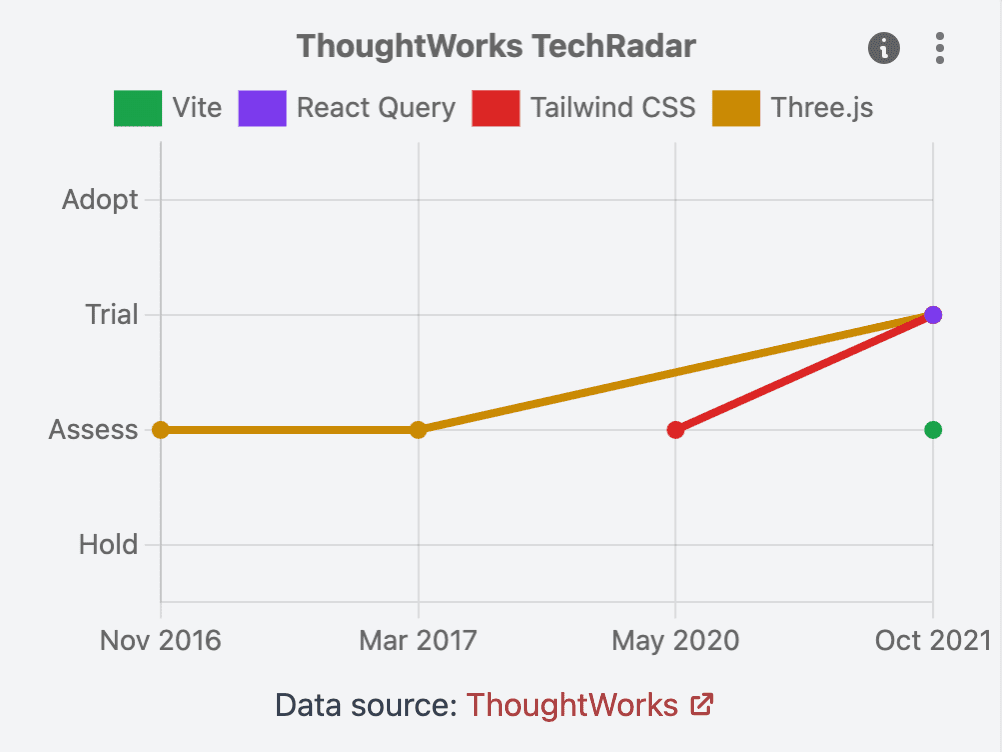 ThoughtWorks TechRadar
Vite React Query Tailwind CSS Three.js
Adopt
Trial
Assess
Hold
Nov 2016 Mar 2017 May 2020 Oct 2021
Data source: ThoughtWorks